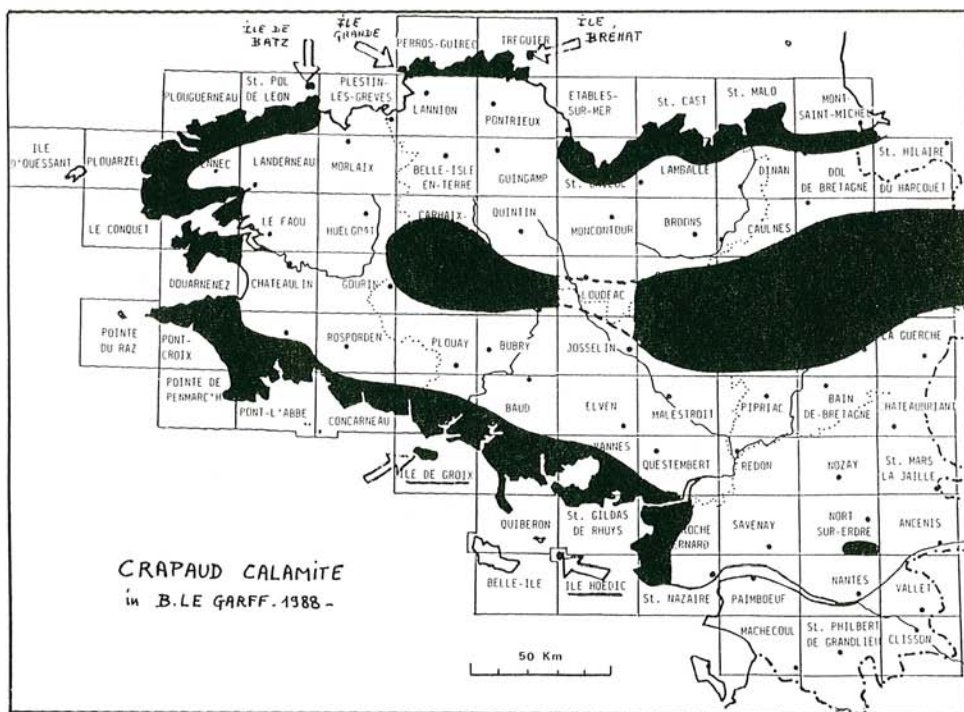 ÎLE DE
BATZ
ÎLE
GRANDE
ÎLE
BRÉHAT
PERROS-GUIREC
TREGUIER
PLOUGUERNEAU
St. POL
DE LEON
PLESTIN-
LES-GREVES
LANNION
PONTRIEUX
ETABLES-
SUR-MER
St. CAST
St. MALO
MONT-
SAINT-MICHEL
ILE
D'OUESSANT
PLOUARZEL
LANDERNEAU
MORLAIX
BELLE-ISLE
EN-TERRE
GUINGAMP
LAMBALLE
DINAN
DOL
DE BRETAGNE
St. HILAIRE
DU HARCOUET
LE CONQUET
LE FAOU
HUELGOAT
CARHAIX-
QUINTIN
MONCONTOUR
BROONS
CAULNES
DOUARNENEZ
CHATEAULIN
GOURIN
LOUDEAC
POINTE
DU RAZ
PONT-
CROIX
ROSPORDEN
PLOUAY
BUBRY
JOSSELIN
LA GUERCHE
POINTE DE
PENMARC'H
PONT-L'ABBE
CONCARNEAU
BAUD
ELVEN
MALESTROIT
PIPRIAC
BAIN
DE-BRETAGNE
HATEAUBRIANT
VANNES
ILE DE GROIX
QUESTEMBERT
REDON
NOZAY
St. MARS
LA JAILLE
QUIBERON
St. GILDAS
DE RHUYS
ROCHE
ERNARD
SAVENAY
NORT
SUR-ERDRE
ANCENIS
BELLE-ILE
ILE HOEDIC
St. NAZAIRE
PAIMBOEUF
NANTES
VALLET
MACHECOUL
St. PHILBERT
DE GRANDLIEU
CLISSON
CRAPAUD CALAMITE
in B. LE GARFF. 1988 -
50 Km